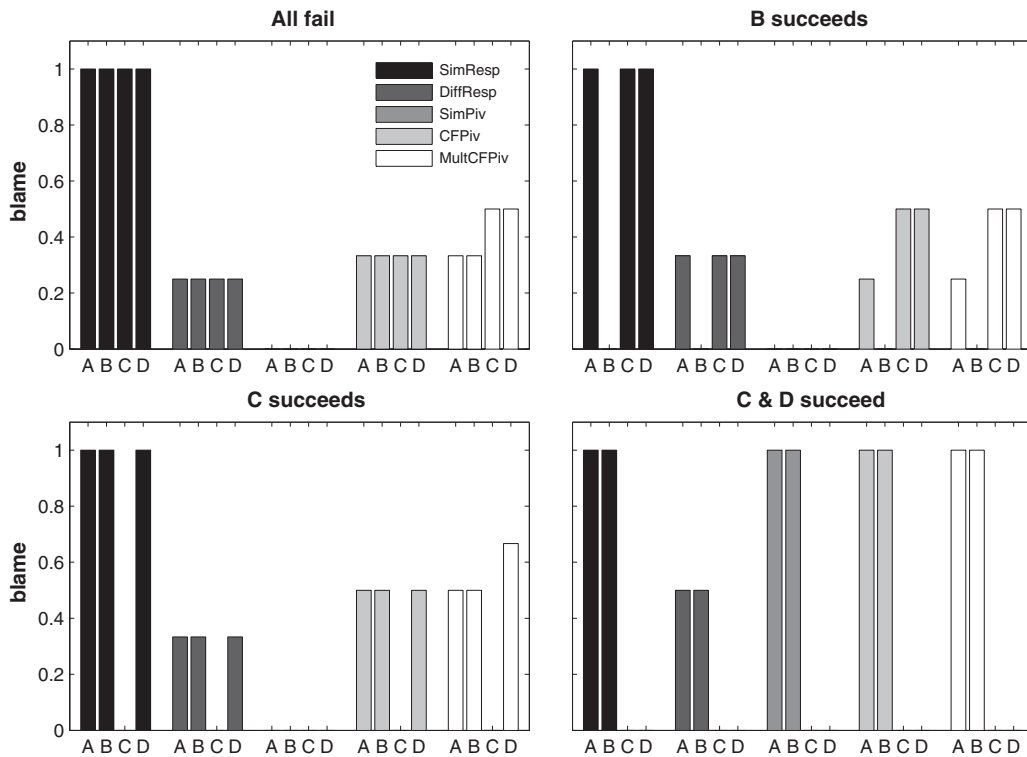 All fail
B succeeds
blame
1
0.8
0.6
0.4
0.2
0
SimResp
DiffResp
SimPiv
CFPiv
MultCFPiv
A B C D A B C D A B C D A B C D A B C D
A B C D A B C D A B C D A B C D A B C D
C succeeds
C & D succeed
blame
1
0.8
0.6
0.4
0.2
0
A B C D A B C D A B C D A B C D A B C D
A B C D A B C D A B C D A B C D A B C D